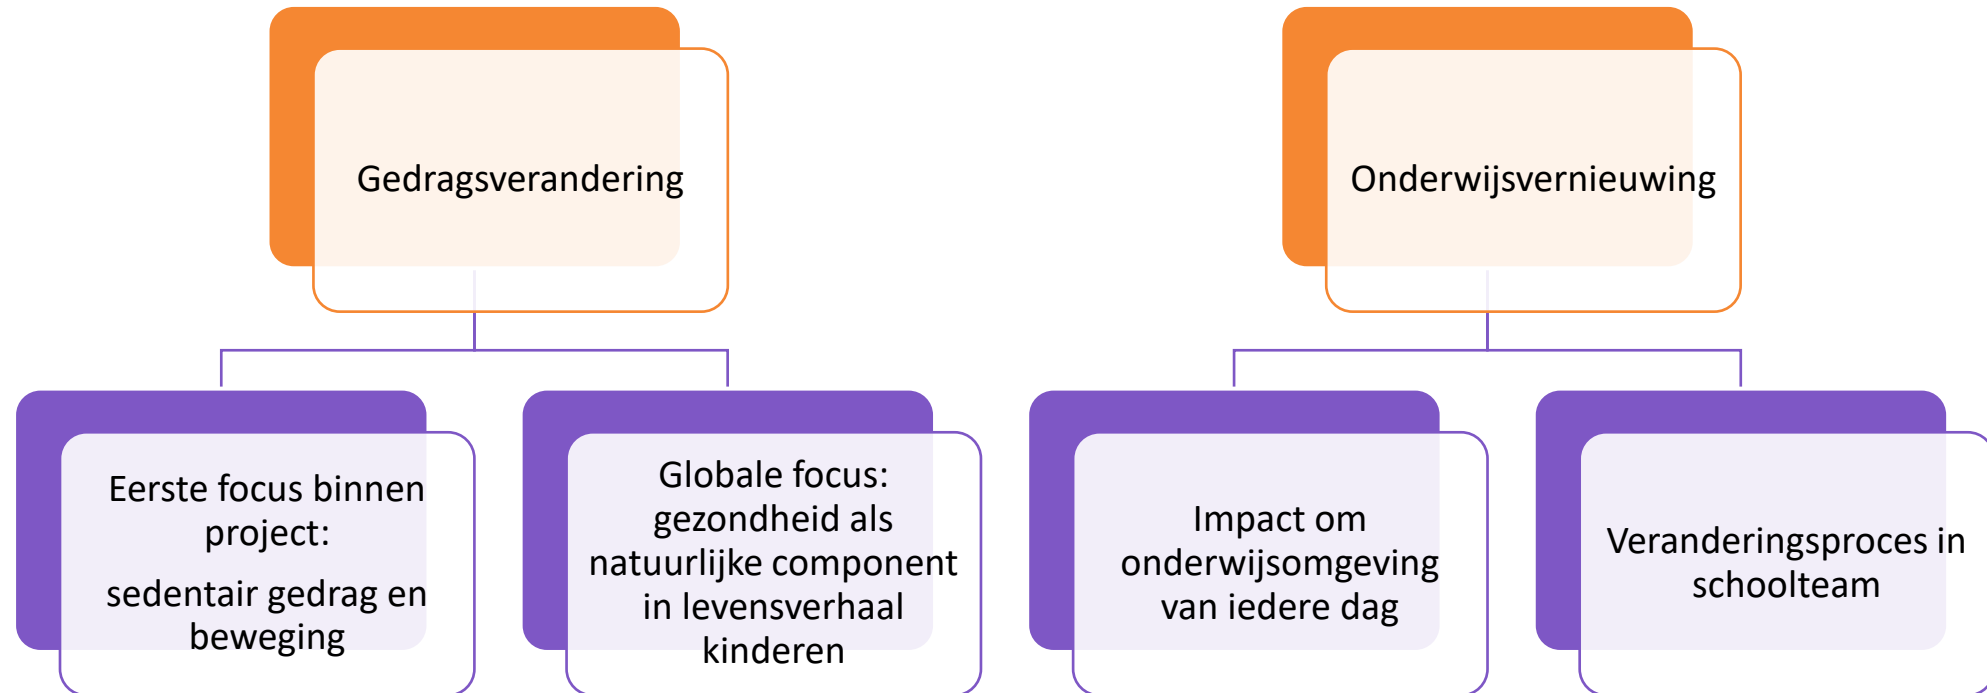 Gedragsverandering
Onderwijsvernieuwing
Eerste focus binnen
project:
sedentair gedrag en
beweging
Globale focus:
gezondheid als
natuurlijke component
in levensverhaal
kinderen
Impact om
onderwijsomgeving
van iedere dag
Veranderingsproces in
schoolteam